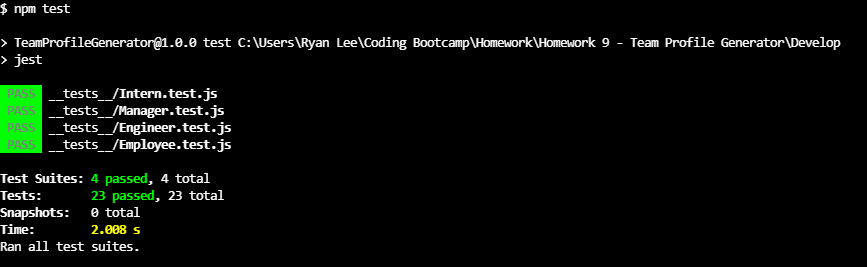 $ npm test
> TeamProfileGenerator@1.0.0 test C:\Users\Ryan Lee\Coding Bootcamp\Homework\Homework 9 - Team Profile Generator\Develop
> jest
PASS __tests__/Intern.test.js
PASS __tests__/Manager.test.js
PASS __tests__/Engineer.test.js
PASS __tests__/Employee.test.js
Test Suites: 4 passed, 4 total
Tests: 23 passed, 23 total
Snapshots: 0 total
Time: 2.008 s
Ran all test suites.